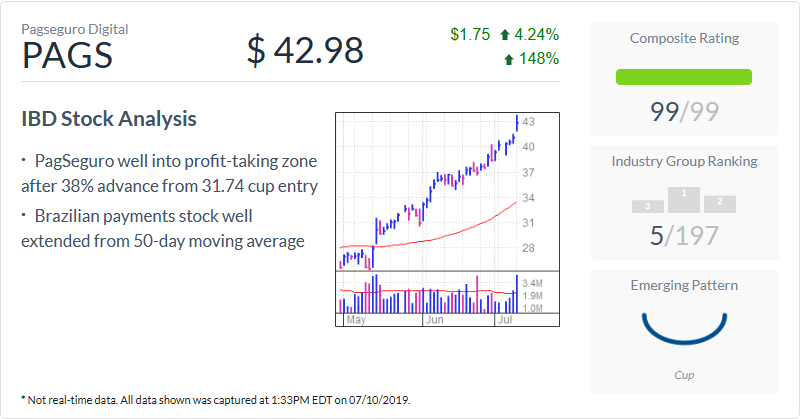 Pagseguro Digital
PAGS
$ 42.98
$1.75 4.24%
148%
IBD Stock Analysis
· PagSeguro well into profit-taking zone
after 38% advance from 31.74 cup entry
· Brazilian payments stock well
extended from 50-day moving average
43
40
37
34
31
28
3.4M
1.9M
1.0M
May Jun Jul
Composite Rating
99/99
Industry Group Ranking
3 1 2
5/197
Emerging Pattern
Cup
* Not real-time data. All data shown was captured at 1:33PM EDT on 07/10/2019.